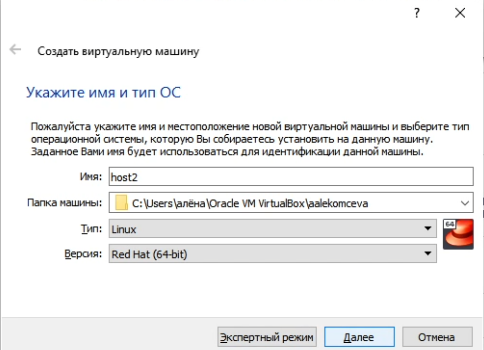 ?
Создать виртуальную машину
Укажите имя и тип ОС
Пожалуйста укажите имя и местоположение новой виртуальной машины и выберите тип
операционной системы, которую Вы собираетесь установить на данную машину.
Заданное Вами имя будет использоваться для идентификации данной машины.
Имя: host2
Папка машины: C:\Users\алёна\Oracle VM VirtualBox\aalekomceva
Тип: Linux
64
Версия: Red Hat (64-bit)
Экспертный режим Далее Отмена